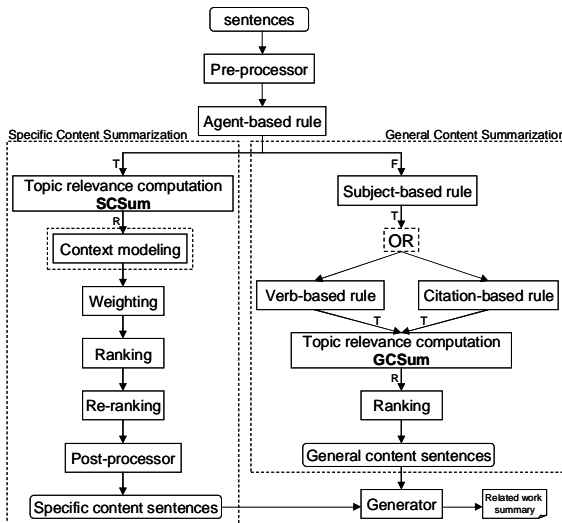 sentences
Pre-processor
Agent-based rule
Specific Content Summarization
General Content Summarization
T
F
Topic relevance computation
SCSum
Subject-based rule
R
T
Context modeling
OR
Weighting
Verb-based rule
Citation-based rule
T
T
Ranking
Topic relevance computation
GCSum
R
Re-ranking
Ranking
Post-processor
General content sentences
Specific content sentences
Generator
Related work
summary